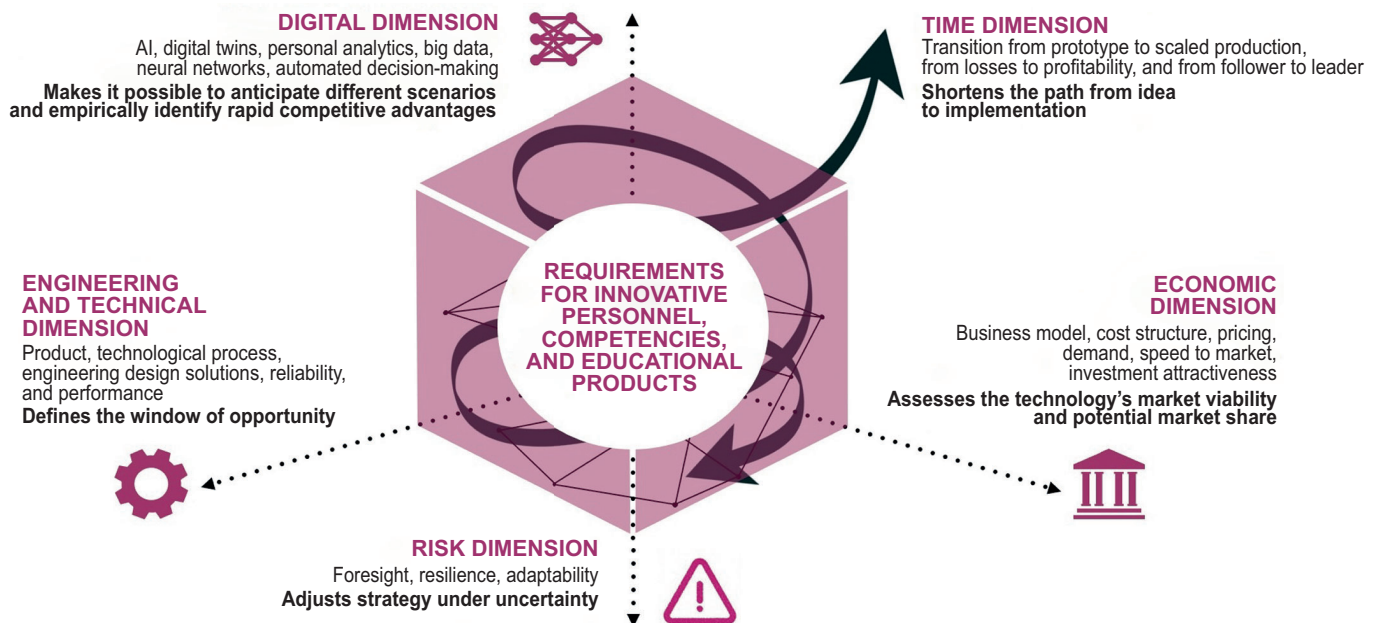 DIGITAL DIMENSION
AI, digital twins, personal analytics, big data,
neural networks, automated decision-making
Makes it possible to anticipate different scenarios
and empirically identify rapid competitive advantages
TIME DIMENSION
Transition from prototype to scaled production,
from losses to profitability, and from follower to leader
Shortens the path from idea
to implementation
ENGINEERING
AND TECHNICAL
DIMENSION
Product, technological process,
engineering design solutions, reliability,
and performance
Defines the window of opportunity
REQUIREMENTS
FOR INNOVATIVE
PERSONNEL,
COMPETENCIES,
AND EDUCATIONAL
PRODUCTS
ECONOMIC
DIMENSION
Business model, cost structure, pricing,
demand, speed to market,
investment attractiveness
Assesses the technology's market viability
and potential market share
RISK DIMENSION
Foresight, resilience, adaptability
Adjusts strategy under uncertainty